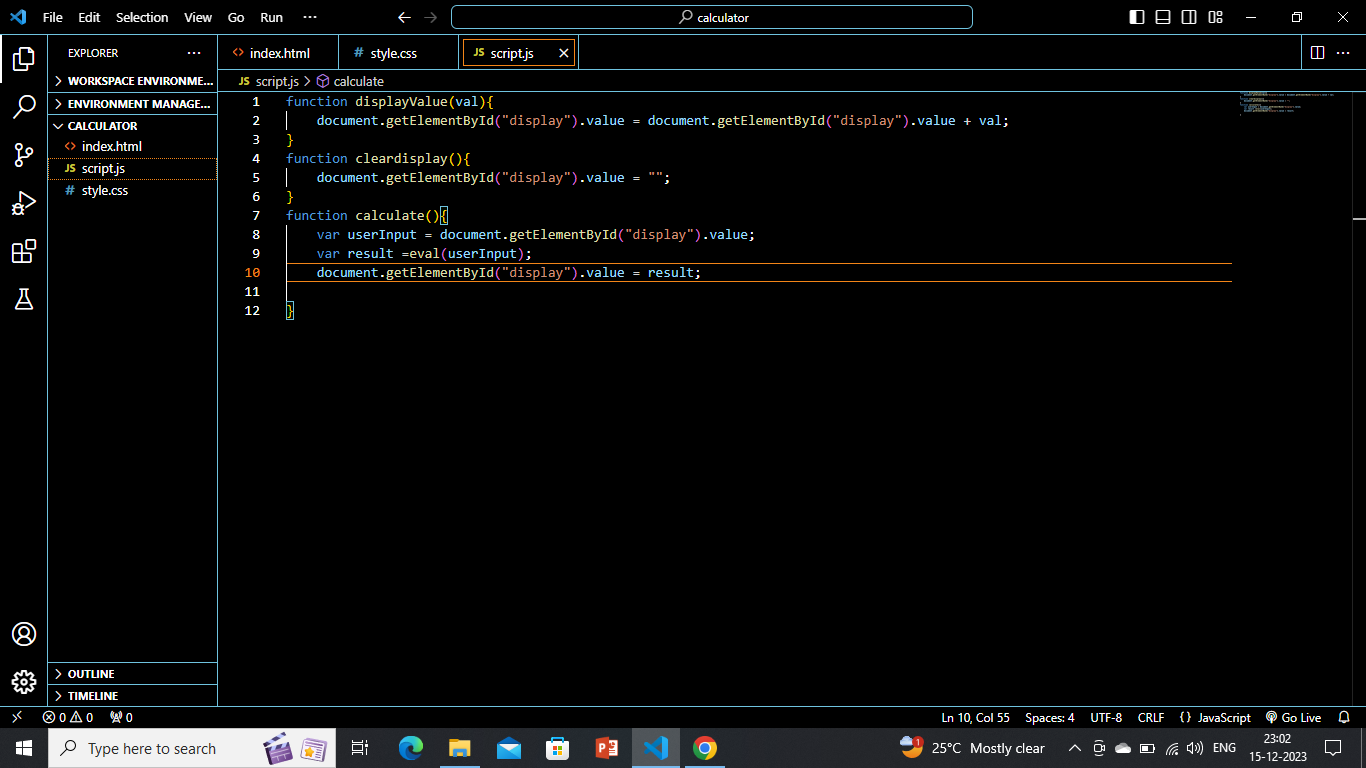 File Edit Selection View Go Run ··· calculator
EXPLORER ···
WORKSPACE ENVIRONME...
ENVIRONMENT MANAGE...
CALCULATOR
index.html
JS script.js
# style.css
OUTLINE
TIMELINE
index.html # style.css JS script.js
JS script.js > calculate
1 function displayValue(val){
2 document.getElementById("display").value = document.getElementById("display").value + val;
3 }
4 function cleardisplay(){
5 document.getElementById("display").value = "";
6 }
7 function calculate(){
8 var userInput = document.getElementById("display").value;
9 var result =eval(userInput);
10 document.getElementById("display").value = result;
11
12 }
0 0 0 Ln 10, Col 55 Spaces: 4 UTF-8 CRLF {} JavaScript Go Live
Type here to search 1 25°C Mostly clear ENG 23:02
15-12-2023